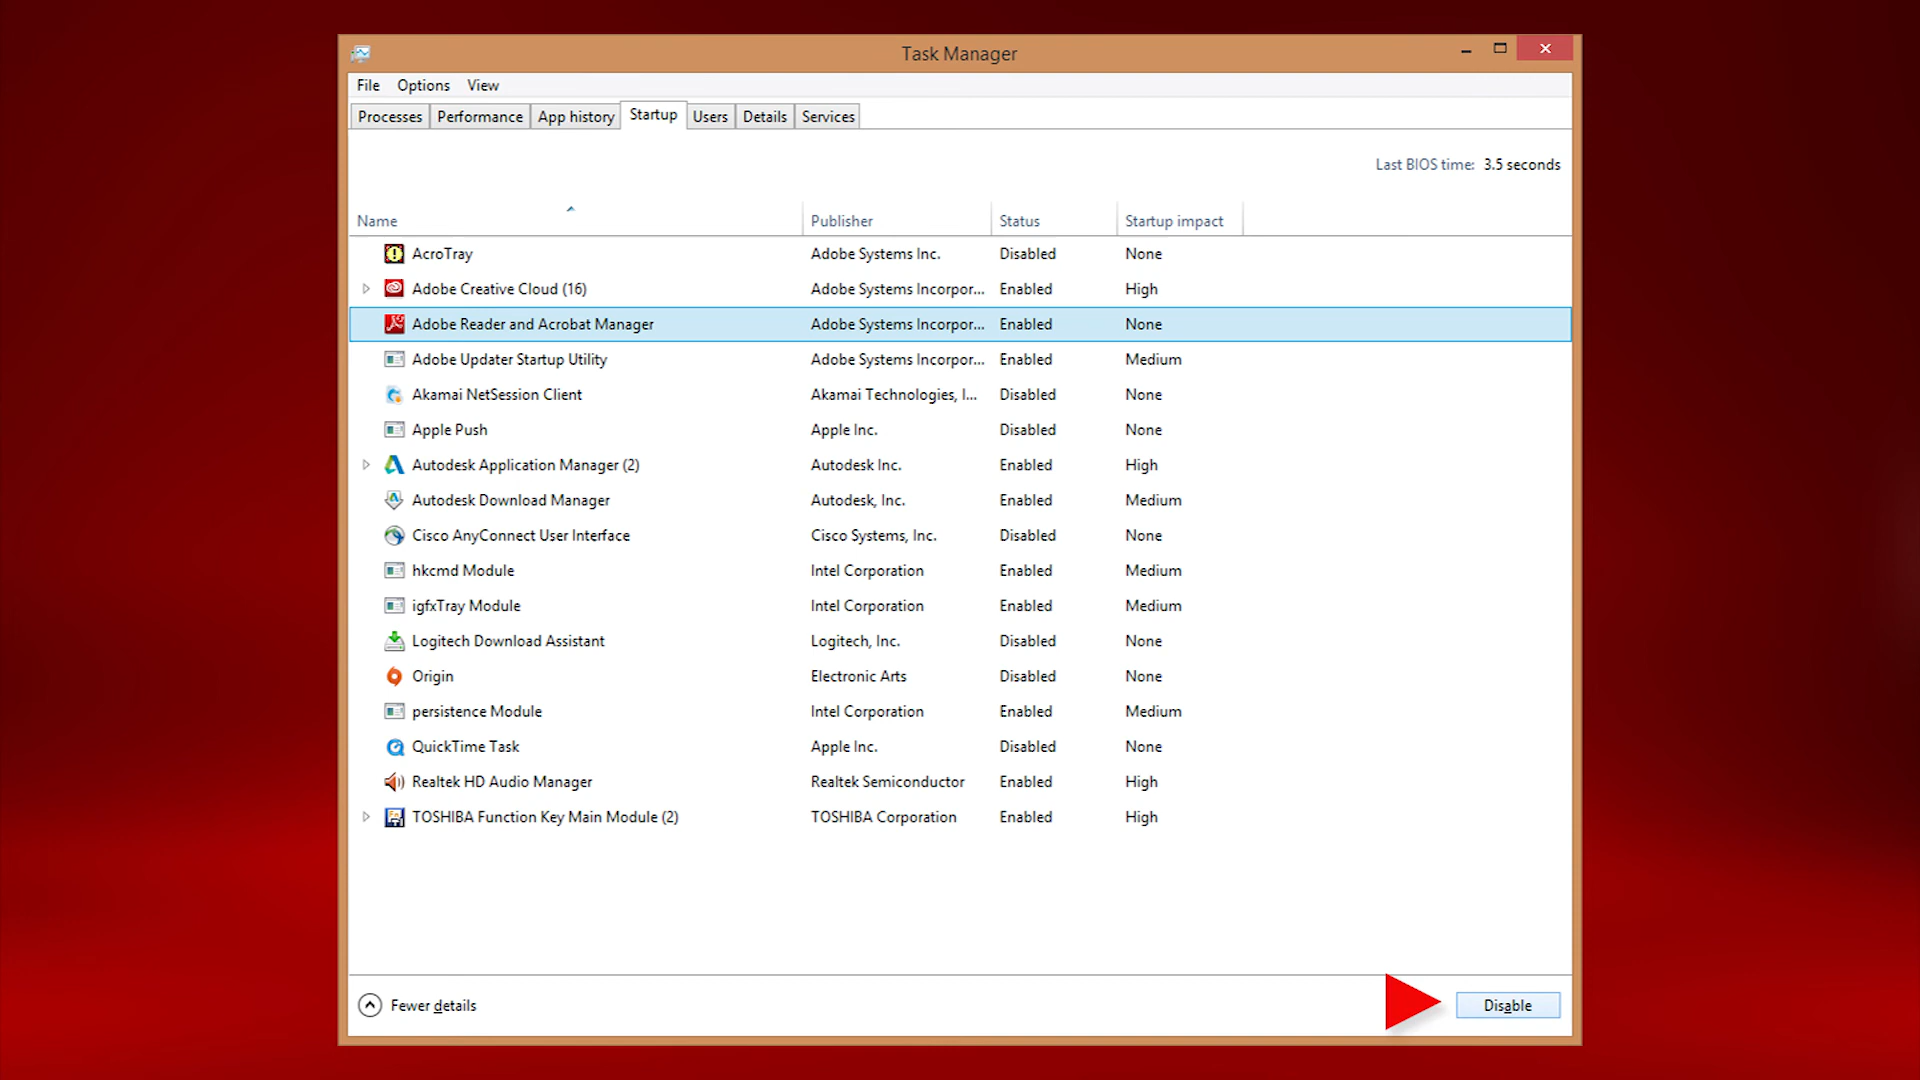 Task Manager
File Options View
Processes Performance App history Startup Users Details Services
Last BIOS time: 3.5 seconds
Name Publisher Status Startup impact
AcroTray Adobe Systems Inc. Disabled None
Adobe Creative Cloud (16) Adobe Systems Incorpor... Enabled High
Adobe Reader and Acrobat Manager Adobe Systems Incorpor... Enabled None
Adobe Updater Startup Utility Adobe Systems Incorpor... Enabled Medium
Akamai NetSession Client Akamai Technologies, I... Disabled None
Apple Push Apple Inc. Disabled None
Autodesk Application Manager (2) Autodesk Inc. Enabled High
Autodesk Download Manager Autodesk, Inc. Enabled Medium
Cisco AnyConnect User Interface Cisco Systems, Inc. Disabled None
hkcmd Module Intel Corporation Enabled Medium
igfxTray Module Intel Corporation Enabled Medium
Logitech Download Assistant Logitech, Inc. Disabled None
Origin Electronic Arts Disabled None
persistence Module Intel Corporation Enabled Medium
QuickTime Task Apple Inc. Disabled None
Realtek HD Audio Manager Realtek Semiconductor Enabled High
TOSHIBA Function Key Main Module (2) TOSHIBA Corporation Enabled High
Fewer details Disable